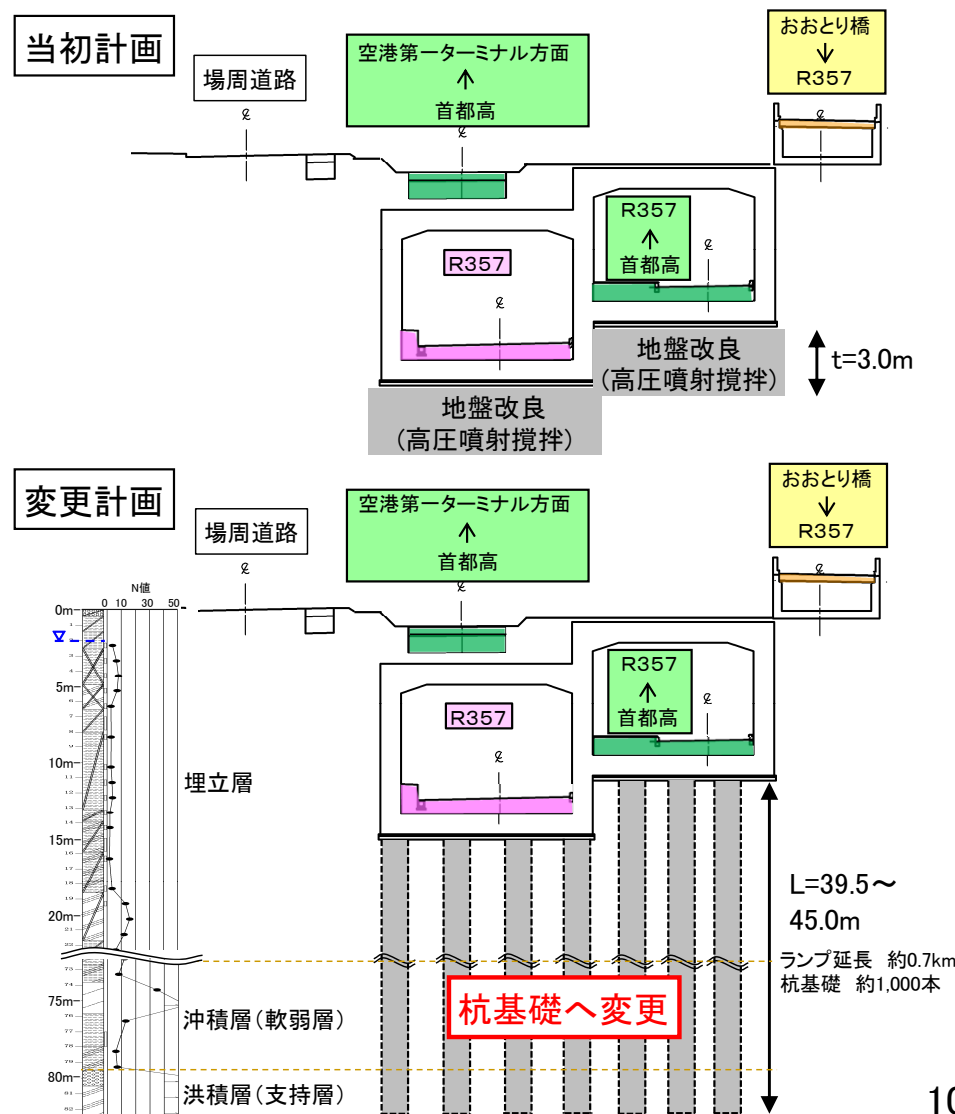 当初計画
場周道路
空港第一ターミナル方面
↑
首都高
おおとり橋
↓
R357
R357
R357
↑
首都高
地盤改良
(高圧噴射撹拌)
地盤改良
(高圧噴射撹拌)
t=3.0m
変更計画
場周道路
空港第一ターミナル方面
↑
首都高
おおとり橋
↓
R357
N値
0 10 30 50
0m
5m
10m
15m
20m
75m
80m
埋立層
沖積層(軟弱層)
洪積層(支持層)
R357
R357
↑
首都高
L=39.5～
45.0m
ランプ延長 約0.7km
杭基礎 約1,000本
杭基礎へ変更
10